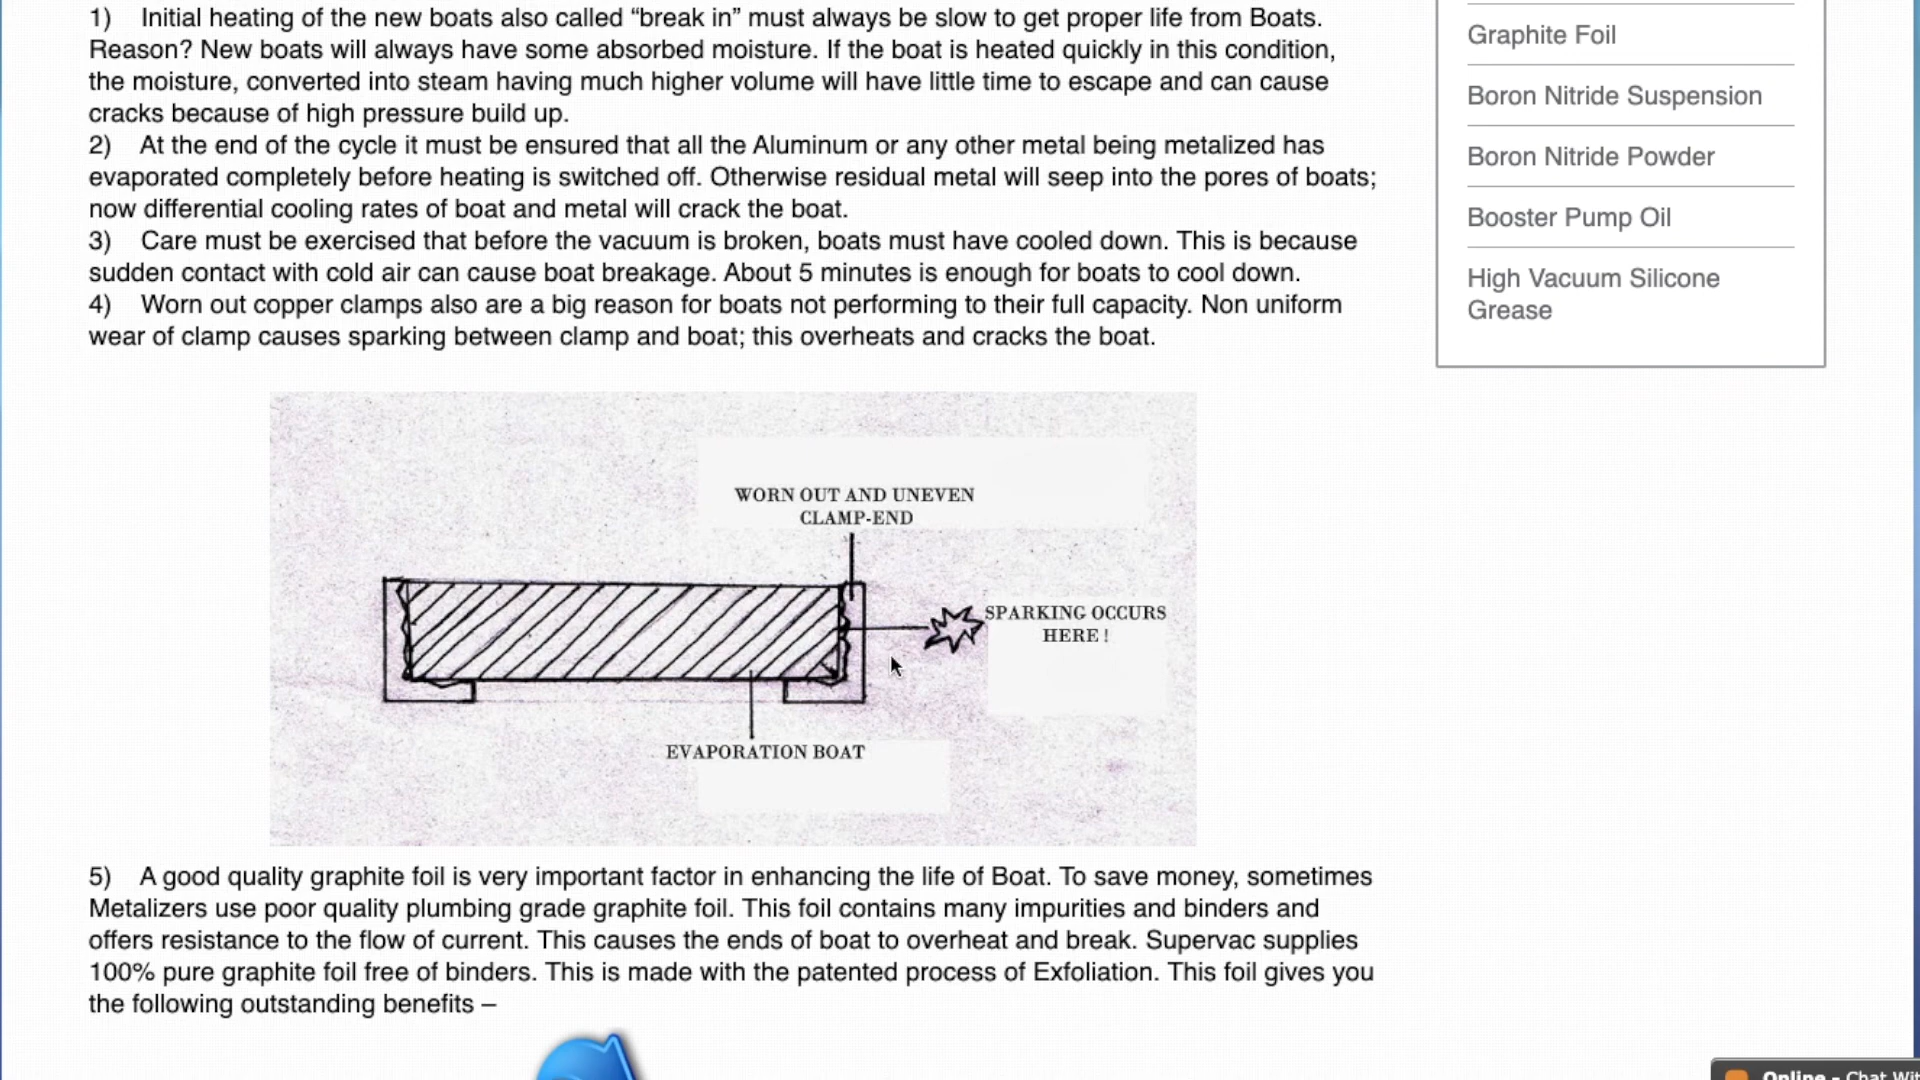 1) Initial heating of the new boats also called “break in” must always be slow to get proper life from Boats.
Reason? New boats will always have some absorbed moisture. If the boat is heated quickly in this condition,
the moisture, converted into steam having much higher volume will have little time to escape and can cause
cracks because of high pressure build up.
2) At the end of the cycle it must be ensured that all the Aluminum or any other metal being metalized has
evaporated completely before heating is switched off. Otherwise residual metal will seep into the pores of boats;
now differential cooling rates of boat and metal will crack the boat.
3) Care must be exercised that before the vacuum is broken, boats must have cooled down. This is because
sudden contact with cold air can cause boat breakage. About 5 minutes is enough for boats to cool down.
4) Worn out copper clamps also are a big reason for boats not performing to their full capacity. Non uniform
wear of clamp causes sparking between clamp and boat; this overheats and cracks the boat.
WORN OUT AND UNEVEN
CLAMP-END
SPARKING OCCURS
HERE !
EVAPORATION BOAT
5) A good quality graphite foil is very important factor in enhancing the life of Boat. To save money, sometimes
Metalizers use poor quality plumbing grade graphite foil. This foil contains many impurities and binders and
offers resistance to the flow of current. This causes the ends of boat to overheat and break. Supervac supplies
100% pure graphite foil free of binders. This is made with the patented process of Exfoliation. This foil gives you
the following outstanding benefits –
Graphite Foil
Boron Nitride Suspension
Boron Nitride Powder
Booster Pump Oil
High Vacuum Silicone
Grease
Online - Chat Wit